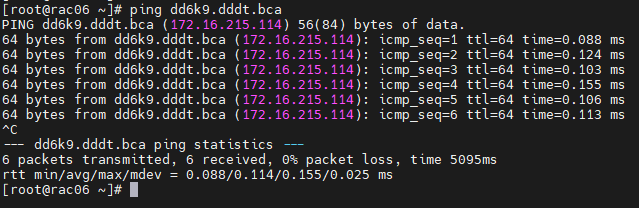 [root@rac06 ~]# ping dd6k9.dddt.bca
PING dd6k9.dddt.bca (172.16.215.114) 56(84) bytes of data.
64 bytes from dd6k9.dddt.bca (172.16.215.114): icmp_seq=1 ttl=64 time=0.088 ms
64 bytes from dd6k9.dddt.bca (172.16.215.114): icmp_seq=2 ttl=64 time=0.124 ms
64 bytes from dd6k9.dddt.bca (172.16.215.114): icmp_seq=3 ttl=64 time=0.103 ms
64 bytes from dd6k9.dddt.bca (172.16.215.114): icmp_seq=4 ttl=64 time=0.155 ms
64 bytes from dd6k9.dddt.bca (172.16.215.114): icmp_seq=5 ttl=64 time=0.106 ms
64 bytes from dd6k9.dddt.bca (172.16.215.114): icmp_seq=6 ttl=64 time=0.113 ms
^C
--- dd6k9.dddt.bca ping statistics ---
6 packets transmitted, 6 received, 0% packet loss, time 5095ms
rtt min/avg/max/mdev = 0.088/0.114/0.155/0.025 ms
[root@rac06 ~]#